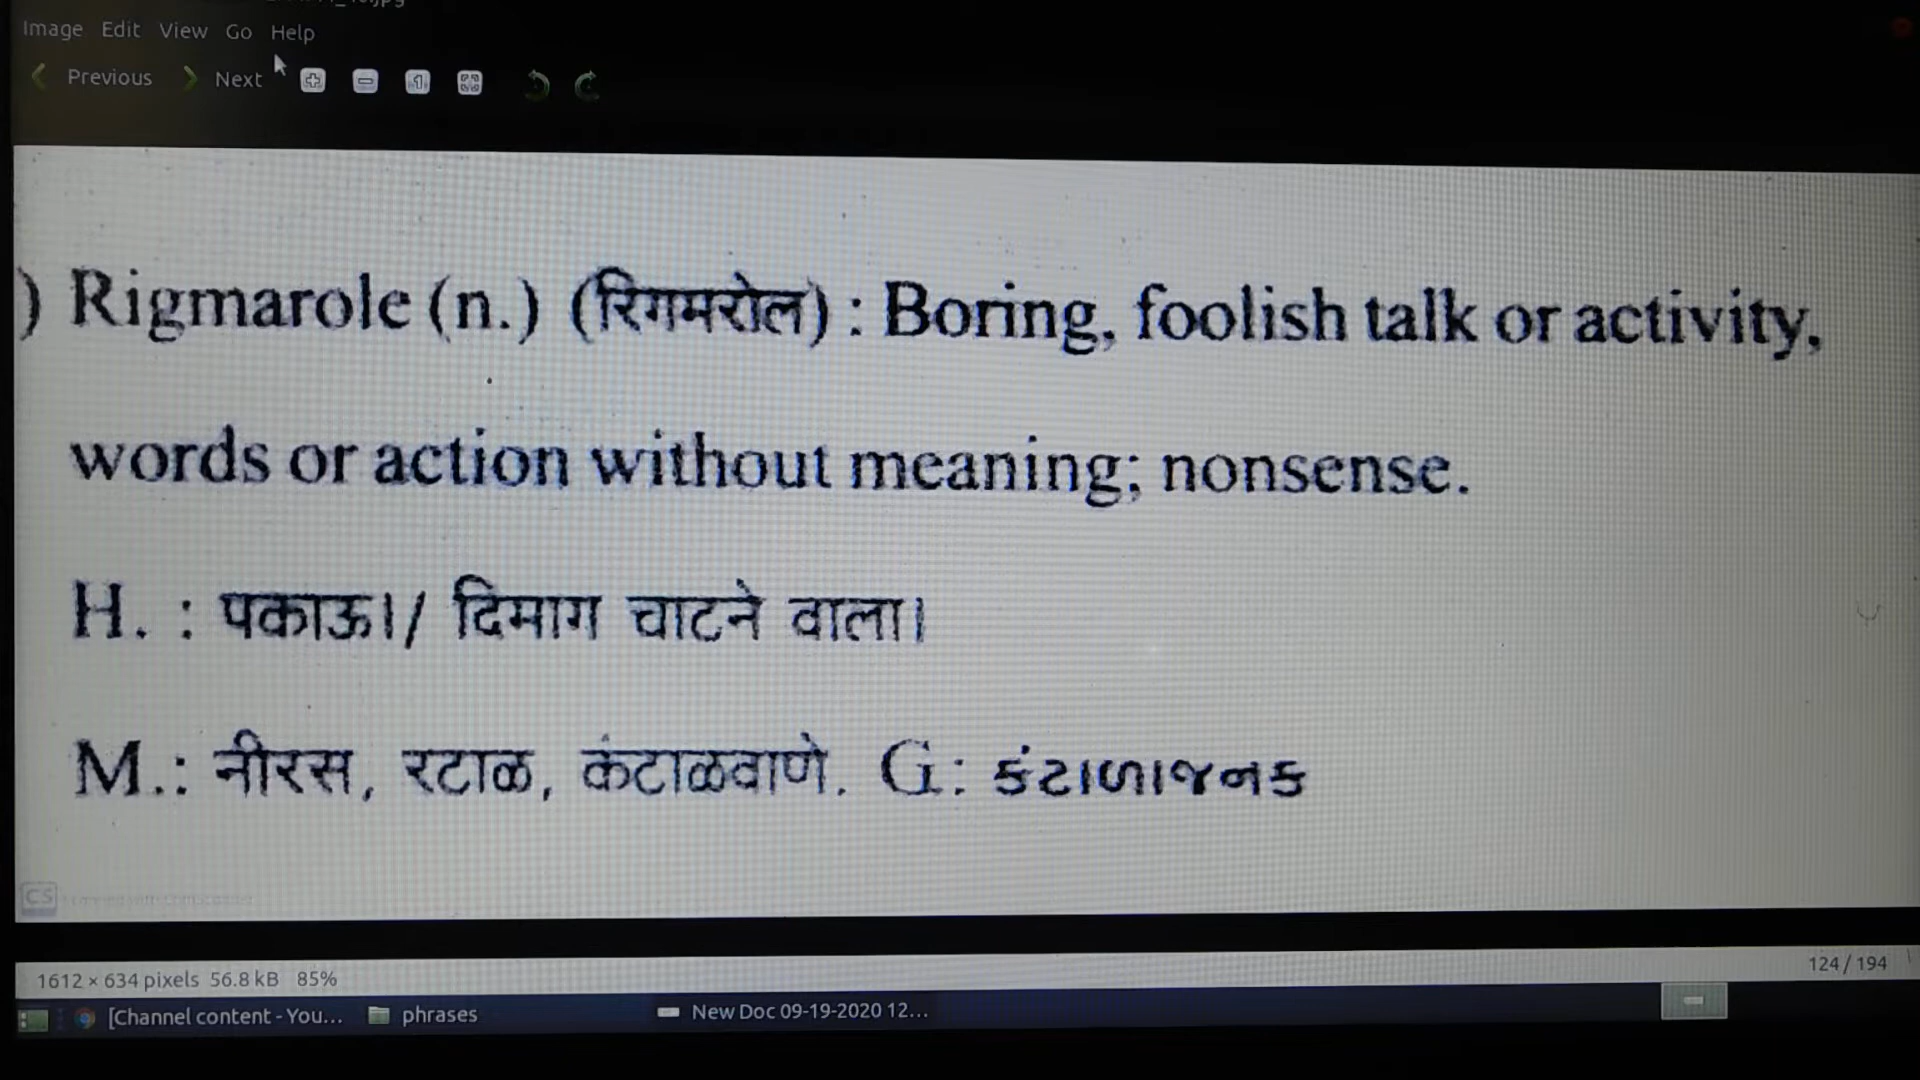 Image Edit View Go Help
Previous Next
) Rigmarole (n.) (रिगमरोल) : Boring, foolish talk or activity,
words or action without meaning; nonsense.
H. : पकाऊ।/ दिमाग चाटने वाला।
M.: नीरस, रटाळ, कंटाळवाणे. G: કંટાળાજનક
CS
1612 × 634 pixels 56.8 kB 85%
124 / 194
[Channel content - You... phrases New Doc 09-19-2020 12...